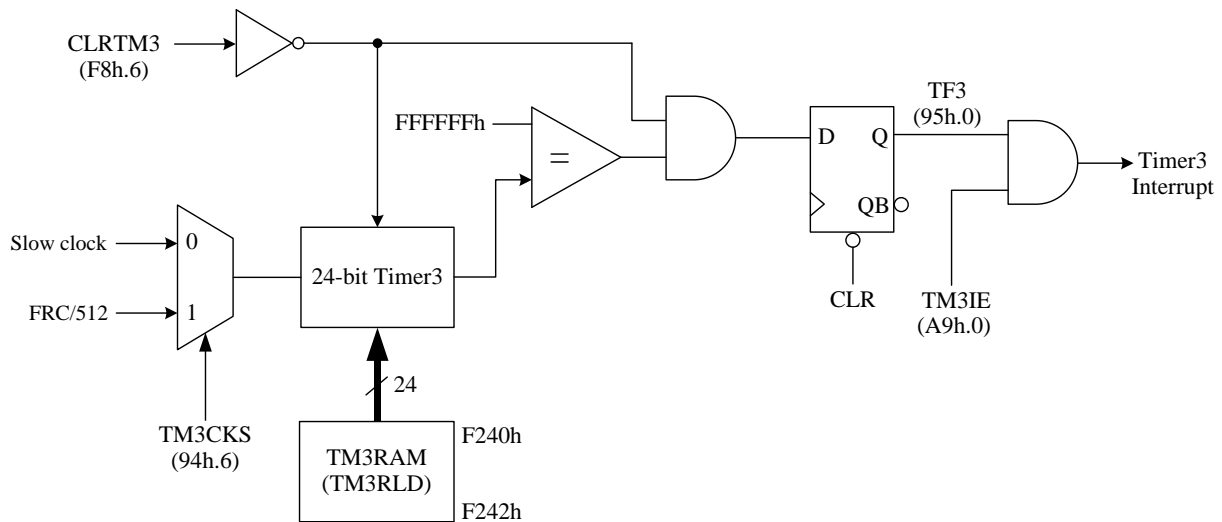 CLRTM3
(F8h.6)
FFFFFFh
=
TF3
(95h.0)
D
Q
QB
CLR
Timer3
Interrupt
TM3IE
(A9h.0)
Slow clock
0
FRC/512
1
24-bit Timer3
24
TM3CKS
(94h.6)
TM3RAM
(TM3RLD)
F240h
F242h